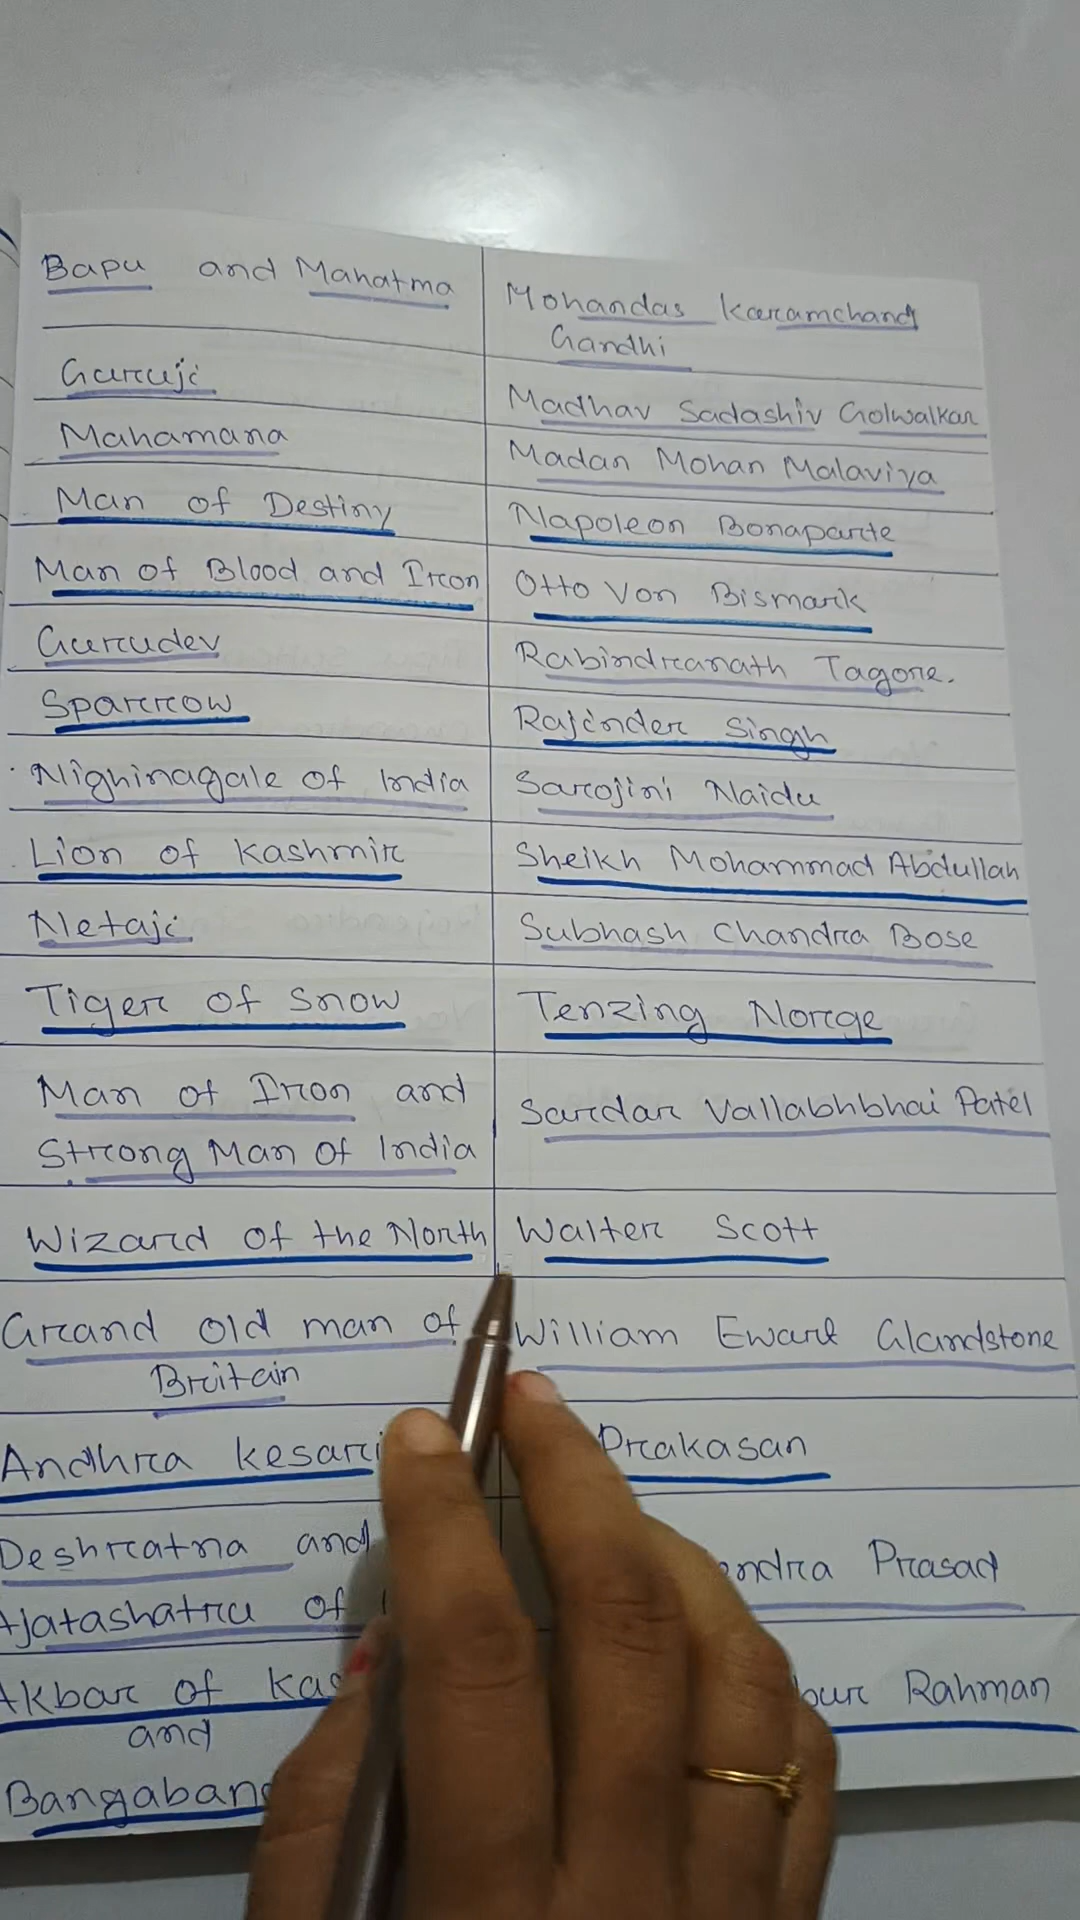 Bapu and Mahatma
Mohandas Karamchand
Gandhi
Guruji
Madhav Sadashiv Golwalkar
Mahamana
Madan Mohan Malaviya
Man of Destiny
Napoleon Bonaparte
Man of Blood and Iron
Otto Von Bismark
Gurudev
Rabindranath Tagore.
Sparrow
Rajinder Singh
Nighinagale of India
Sarojini Naidu
Lion of Kashmir
Sheikh Mohammad Abdullah
Netaji
Subhash Chandra Bose
Tiger of Snow
Tenzing Norge
Man of Iron and
Strong Man of India
Sardar Vallabhbhai Patel
Wizard of the North
Walter Scott
Grand old man of
Britain
William Ewart Glandstone
Andhra Kesari
Prakasan
Deshratna and
Ajatashatru of
Prasad
Akbar of
and
Rahman